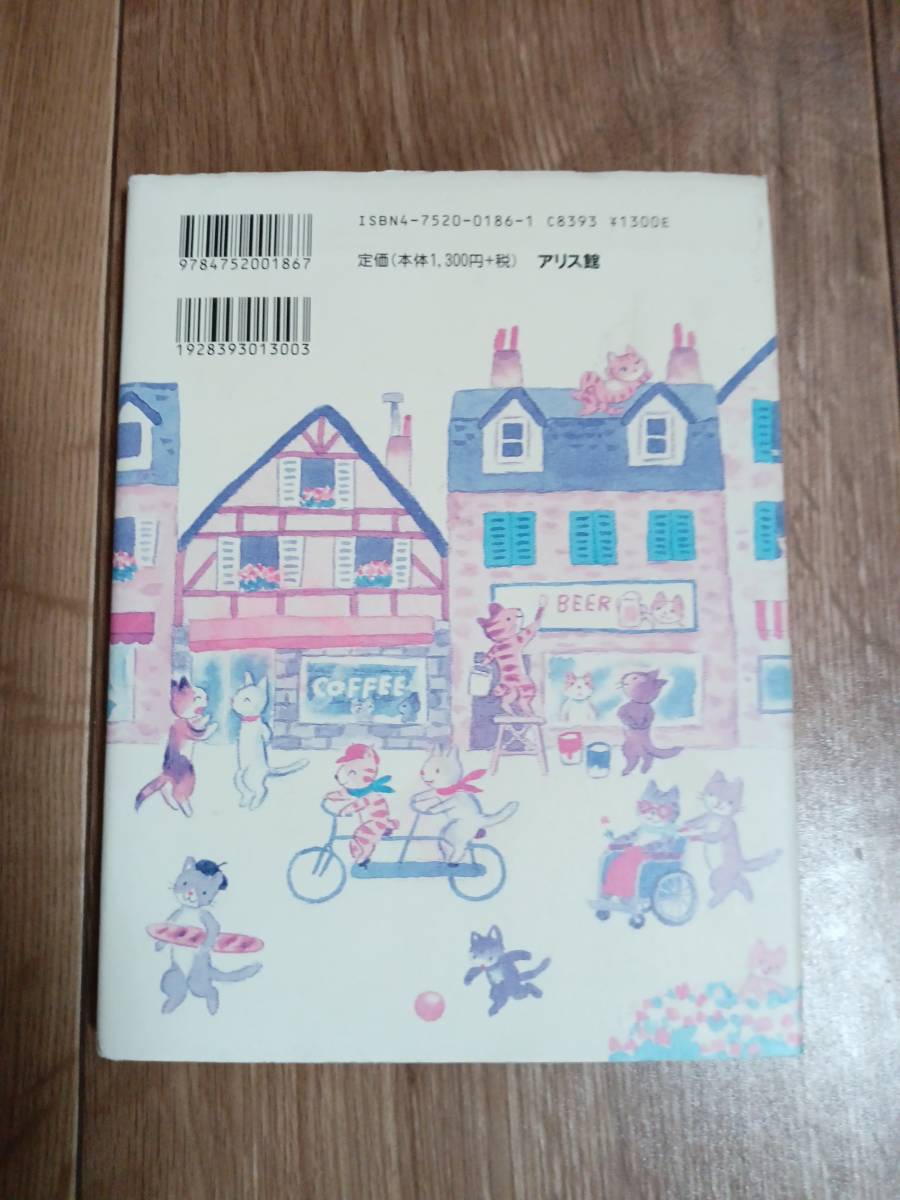 ISBN4-7520-0186-1 C8393 ¥1300E
9784752001867
定価(本体1,300円+税) アリス館
1928393013003
BEER
COFFEE